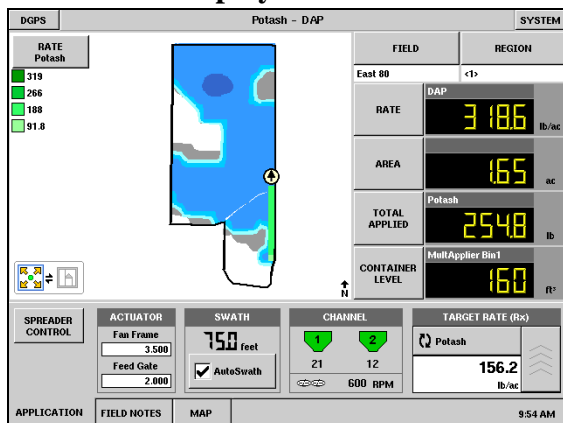 DGPS
Potash - DAP
SYSTEM
RATE
Potash
319
266
188
91.8
N
FIELD
REGION
East 80
<1>
RATE
DAP
318.6
lb/ac
AREA
1.65
ac
TOTAL
APPLIED
Potash
254.8
lb
CONTAINER
LEVEL
MultApplier Bin1
160
ft³
SPREADER
CONTROL
ACTUATOR
Fan Frame
3.500
Feed Gate
2.000
SWATH
75.0 feet
AutoSwath
CHANNEL
1 2
21 12
600 RPM
TARGET RATE (Rx)
Potash
156.2
lb/ac
APPLICATION
FIELD NOTES
MAP
9:54 AM